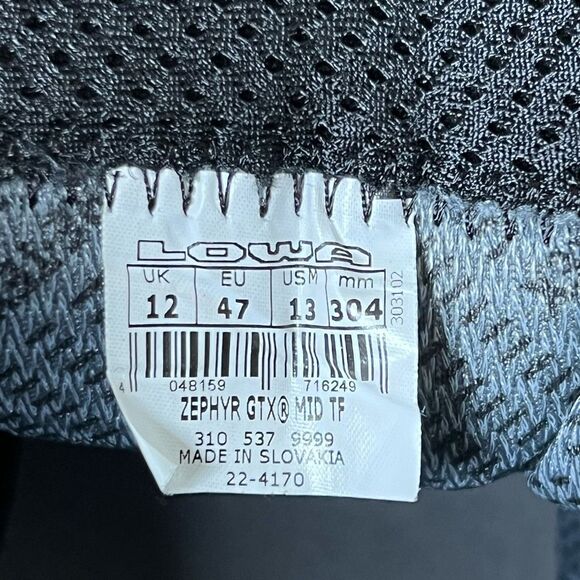 LOWA
UK EU USM mm
12 47 13 304
303102
4 048159 716249
ZEPHYR GTX® MID TF
310 537 9999
MADE IN SLOVAKIA
22-4170